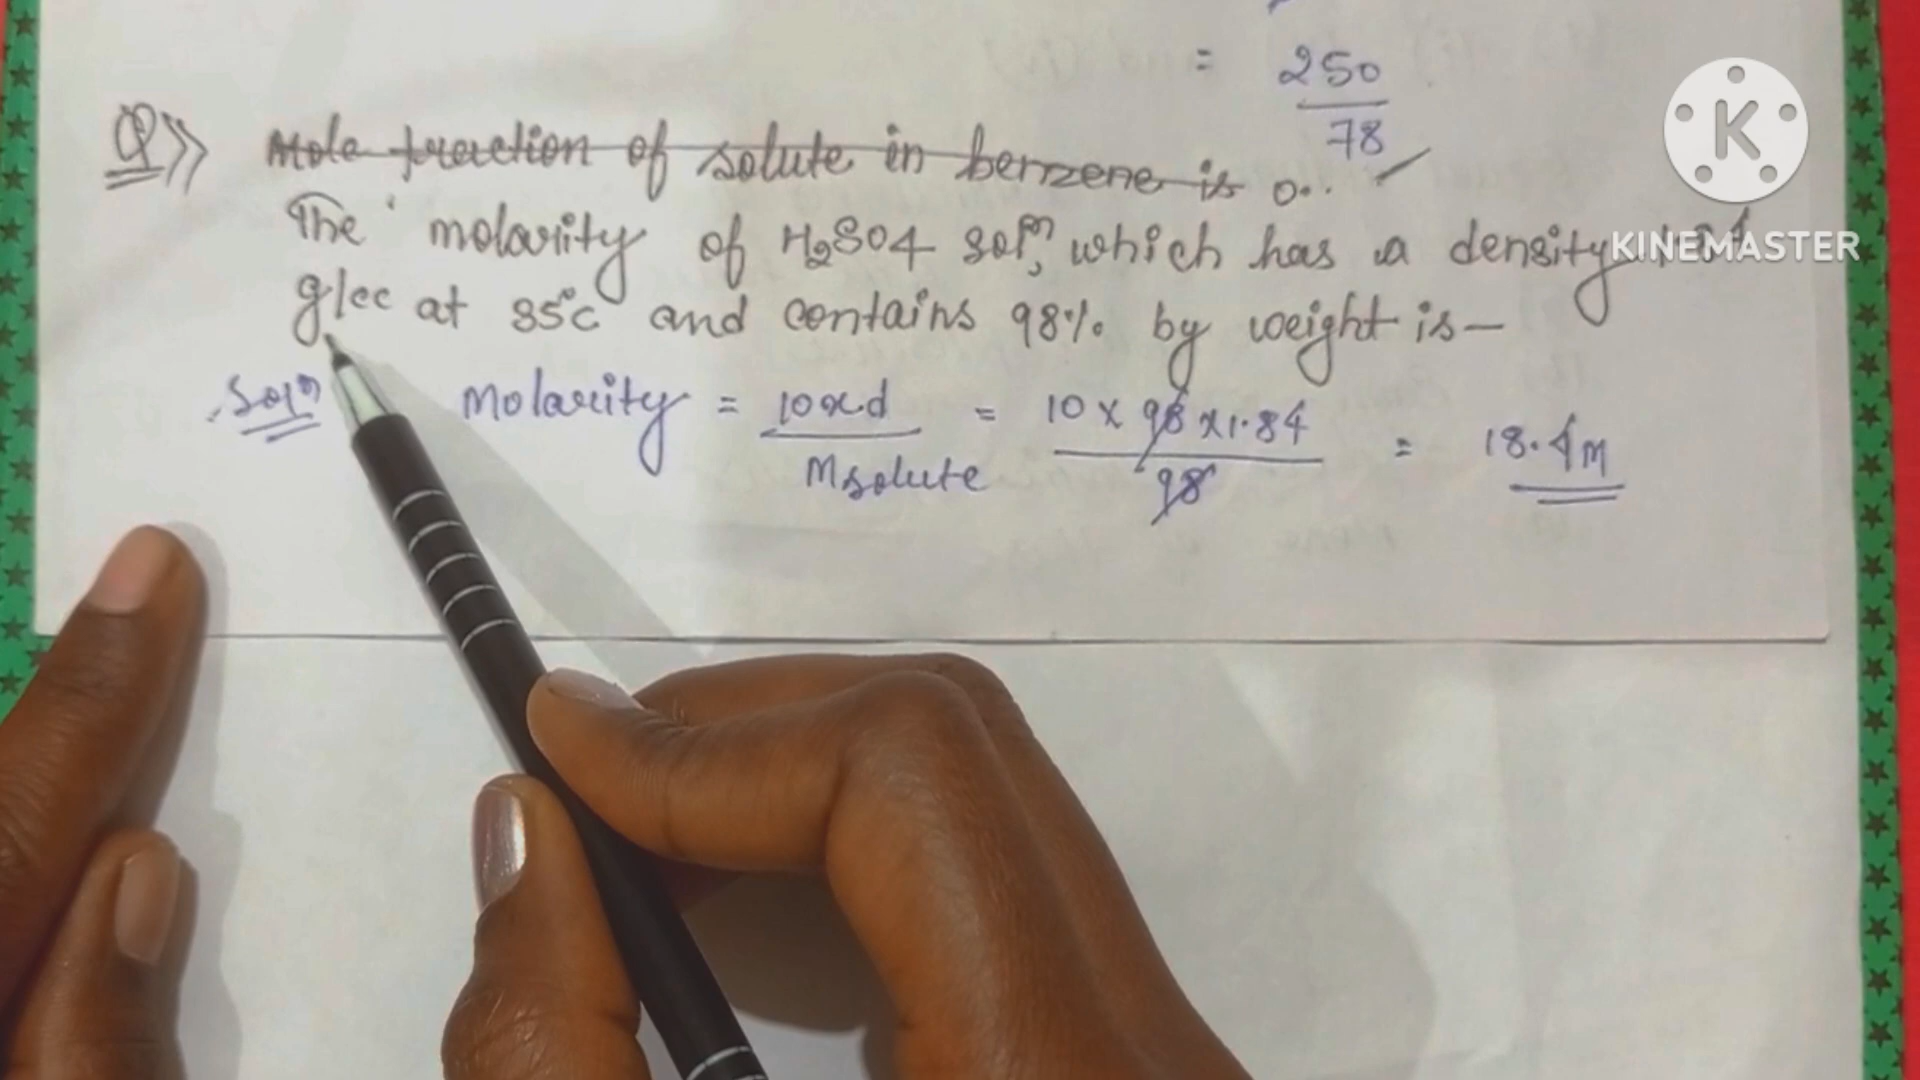 = 250
78
Q》 Mole fraction of solute in benzene is 0..
The molarity of H2SO4 solⁿ, which has a density
g/cc at 35°c and contains 98% by weight is—
Solⁿ Molarity = 10xd / Msolute = 10 × 98 × 1.84 / 98 = 18.4M
K
KINEMASTER